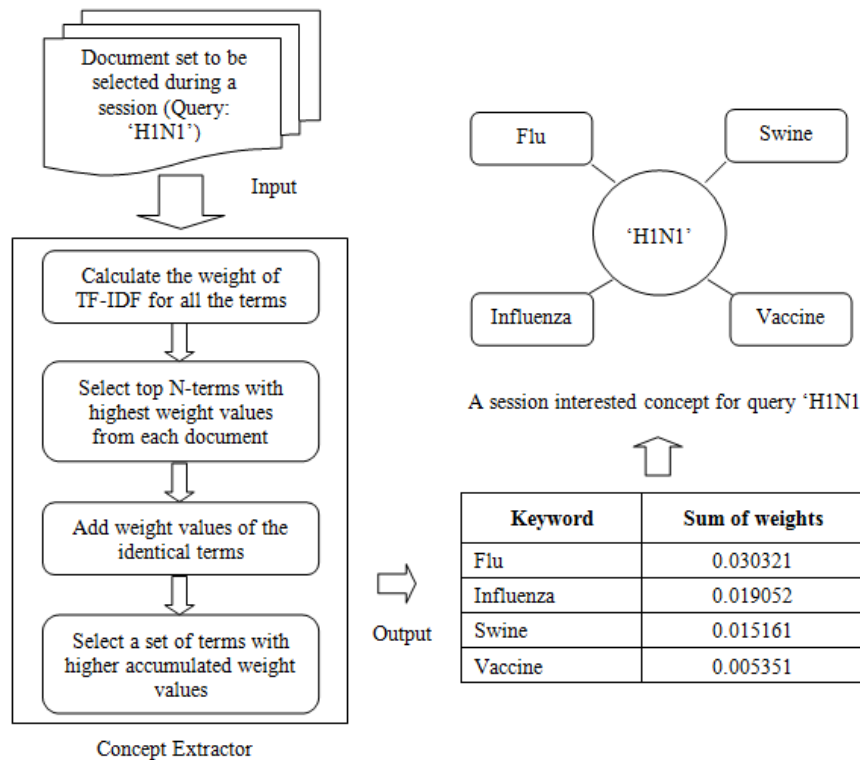 Document set to be
selected during a
session (Query:
‘H1N1’)
Input
Calculate the weight of
TF-IDF for all the terms
Select top N-terms with
highest weight values
from each document
Add weight values of the
identical terms
Select a set of terms with
higher accumulated weight
values
Concept Extractor
Output
Flu
Swine
‘H1N1’
Influenza
Vaccine
A session interested concept for query ‘H1N1
Keyword Sum of weights
Flu 0.030321
Influenza 0.019052
Swine 0.015161
Vaccine 0.005351